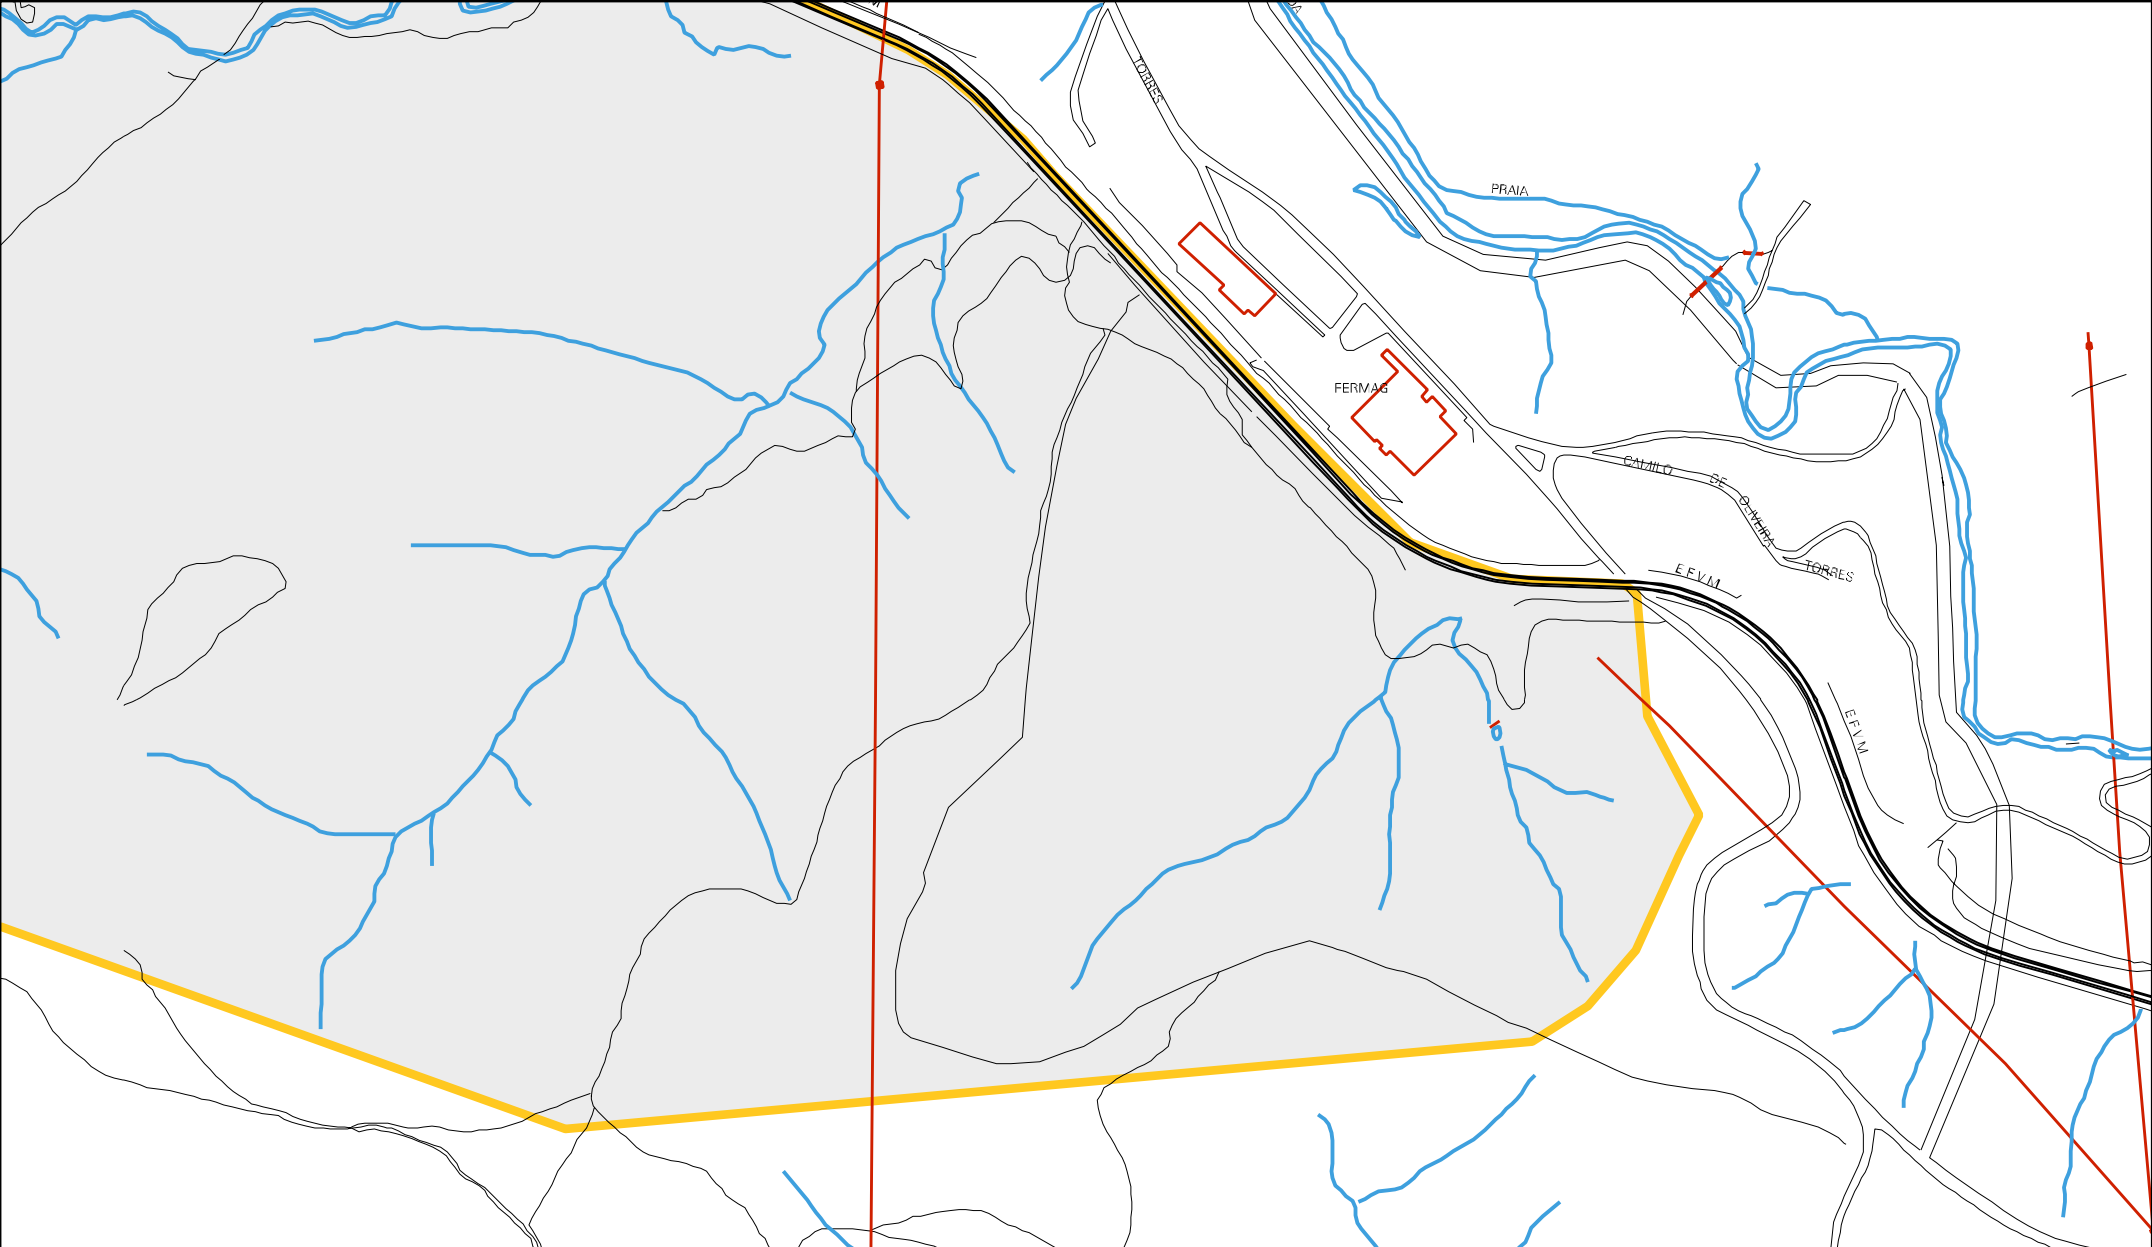 TORRES
PRAIA
FERMAG
CAMILO DE OLIVEIRA
TORRES
E F V M
E F V M